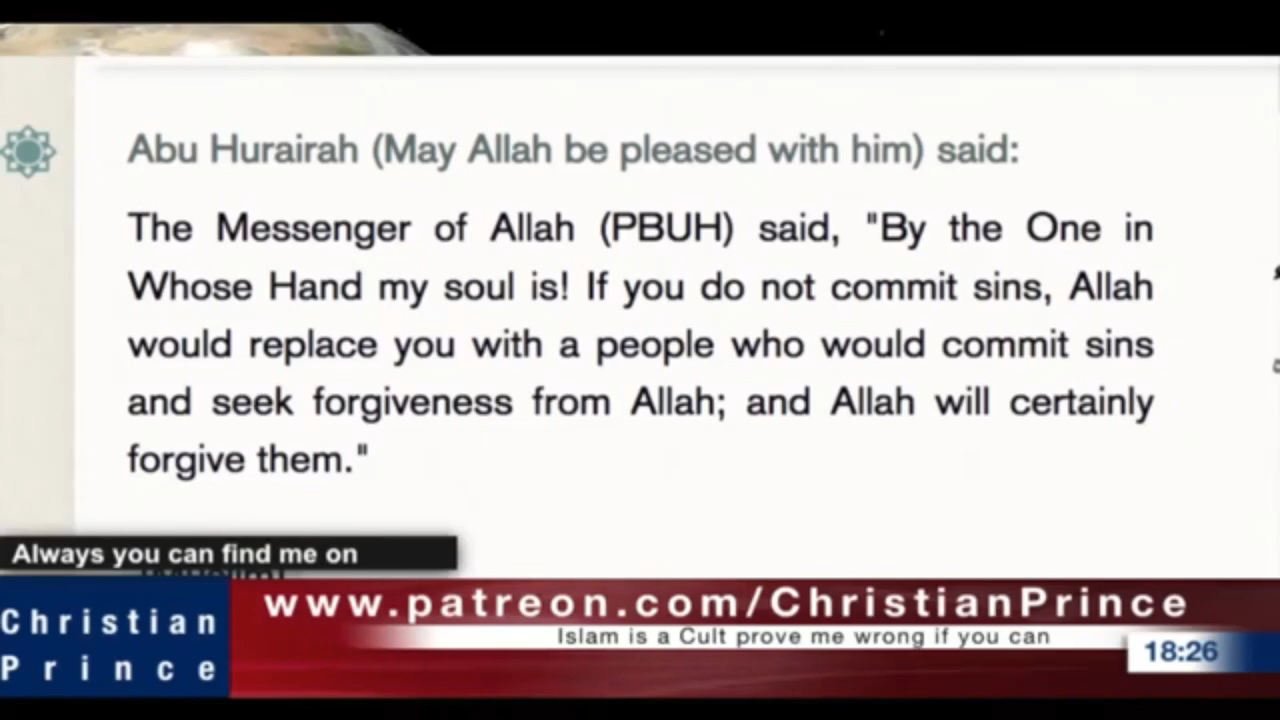 Abu Hurairah (May Allah be pleased with him) said:
The Messenger of Allah (PBUH) said, "By the One in
Whose Hand my soul is! If you do not commit sins, Allah
would replace you with a people who would commit sins
and seek forgiveness from Allah; and Allah will certainly
forgive them."
Always you can find me on
www.patreon.com/ChristianPrince
Islam is a Cult prove me wrong if you can
Christian
Prince
18:26